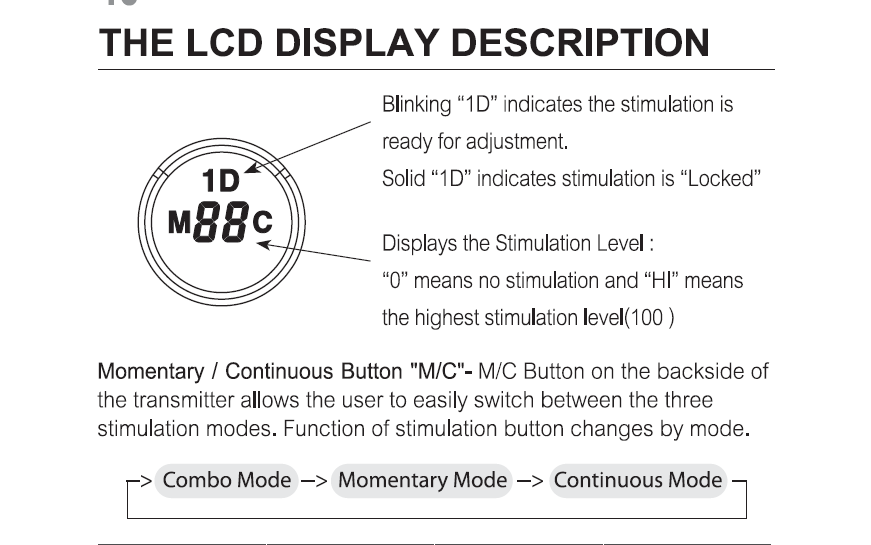 THE LCD DISPLAY DESCRIPTION
Blinking “1D” indicates the stimulation is
ready for adjustment.
Solid “1D” indicates stimulation is “Locked”
1D
M88C
Displays the Stimulation Level :
“0” means no stimulation and “HI” means
the highest stimulation level(100 )
Momentary / Continuous Button "M/C"- M/C Button on the backside of
the transmitter allows the user to easily switch between the three
stimulation modes. Function of stimulation button changes by mode.
–> Combo Mode –> Momentary Mode –> Continuous Mode